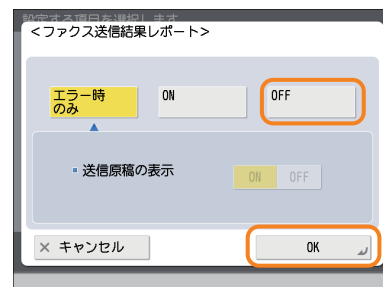 設定する項目を選択します
<ファクス送信結果レポート>
エラー時
のみ
ON
OFF
送信原稿の表示
ON
OFF
× キャンセル
OK